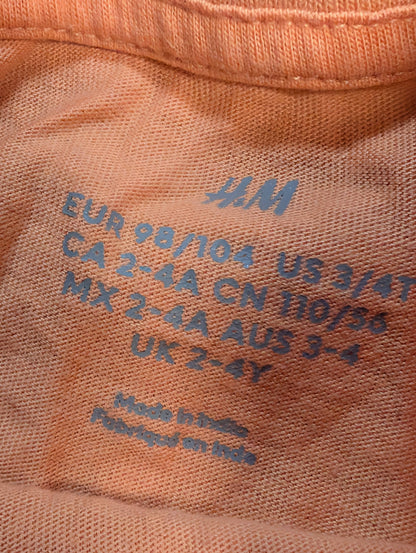 H&M
EUR 98/104 US 3/4T
CA 2-4A CN 110/56
MX 2-4A AUS 3-4
UK 2-4Y
Made in India
Fabriqué en Inde